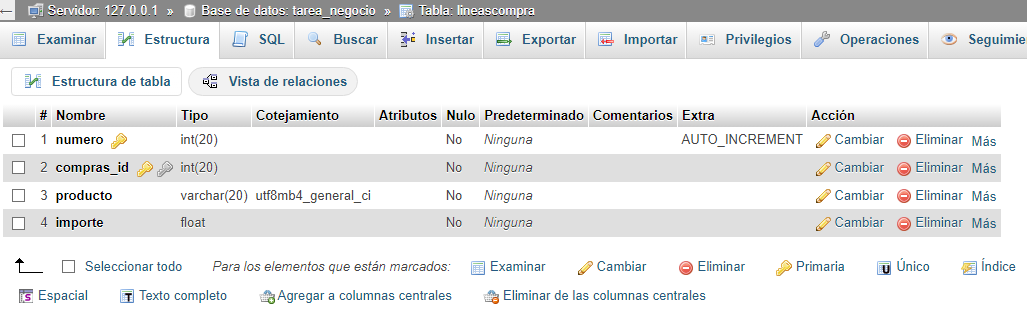 Servidor: 127.0.0.1 » Base de datos: tarea_negocio » Tabla: lineascompra
Examinar Estructura SQL Buscar Insertar Exportar Importar Privilegios Operaciones Seguimie
Estructura de tabla Vista de relaciones
# Nombre Tipo Cotejamiento Atributos Nulo Predeterminado Comentarios Extra Acción
1 numero int(20) No Ninguna AUTO_INCREMENT Cambiar Eliminar Más
2 compras_id int(20) No Ninguna Cambiar Eliminar Más
3 producto varchar(20) utf8mb4_general_ci No Ninguna Cambiar Eliminar Más
4 importe float No Ninguna Cambiar Eliminar Más
Seleccionar todo Para los elementos que están marcados: Examinar Cambiar Eliminar Primaria Único Índice
Espacial Texto completo Agregar a columnas centrales Eliminar de las columnas centrales